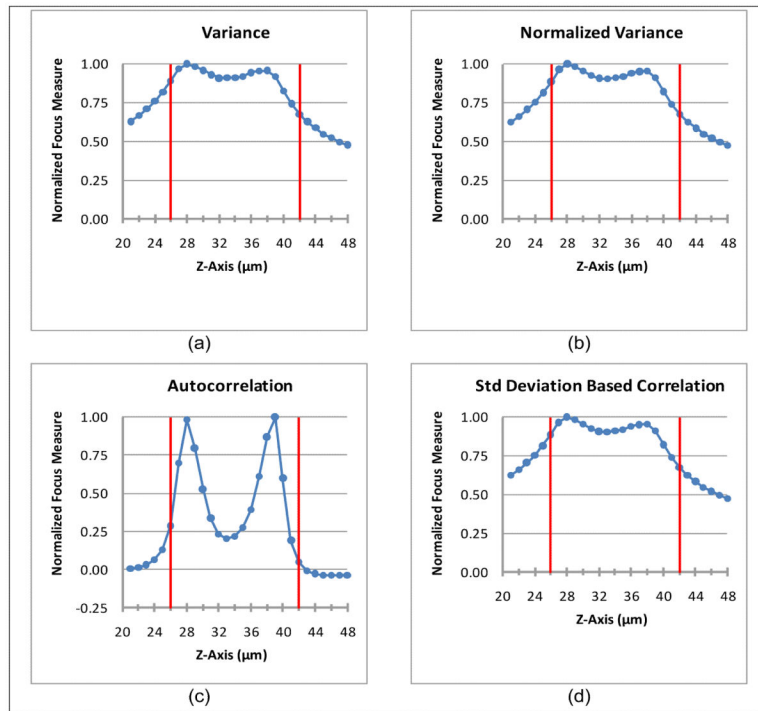 Variance
Normalized Focus Measure
1.00
0.75
0.50
0.25
0.00
20 24 28 32 36 40 44 48
Z-Axis (µm)
(a)
Normalized Variance
Normalized Focus Measure
1.00
0.75
0.50
0.25
0.00
20 24 28 32 36 40 44 48
Z-Axis (µm)
(b)
Autocorrelation
Normalized Focus Measure
1.00
0.75
0.50
0.25
0.00
-0.25
20 24 28 32 36 40 44 48
Z-Axis (µm)
(c)
Std Deviation Based Correlation
Normalized Focus Measure
1.00
0.75
0.50
0.25
0.00
20 24 28 32 36 40 44 48
Z-Axis (µm)
(d)